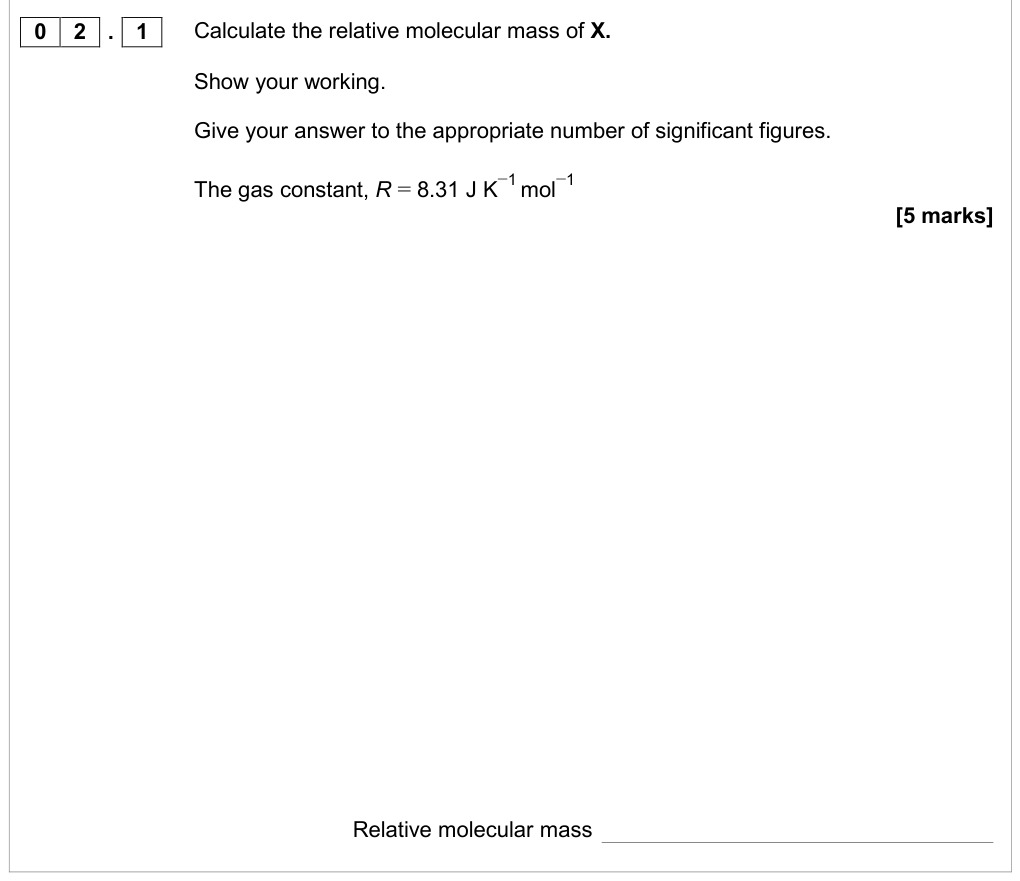 0 2 . 1 Calculate the relative molecular mass of X.
Show your working.
Give your answer to the appropriate number of significant figures.
The gas constant, R = 8.31 J K⁻¹ mol⁻¹
[5 marks]
Relative molecular mass